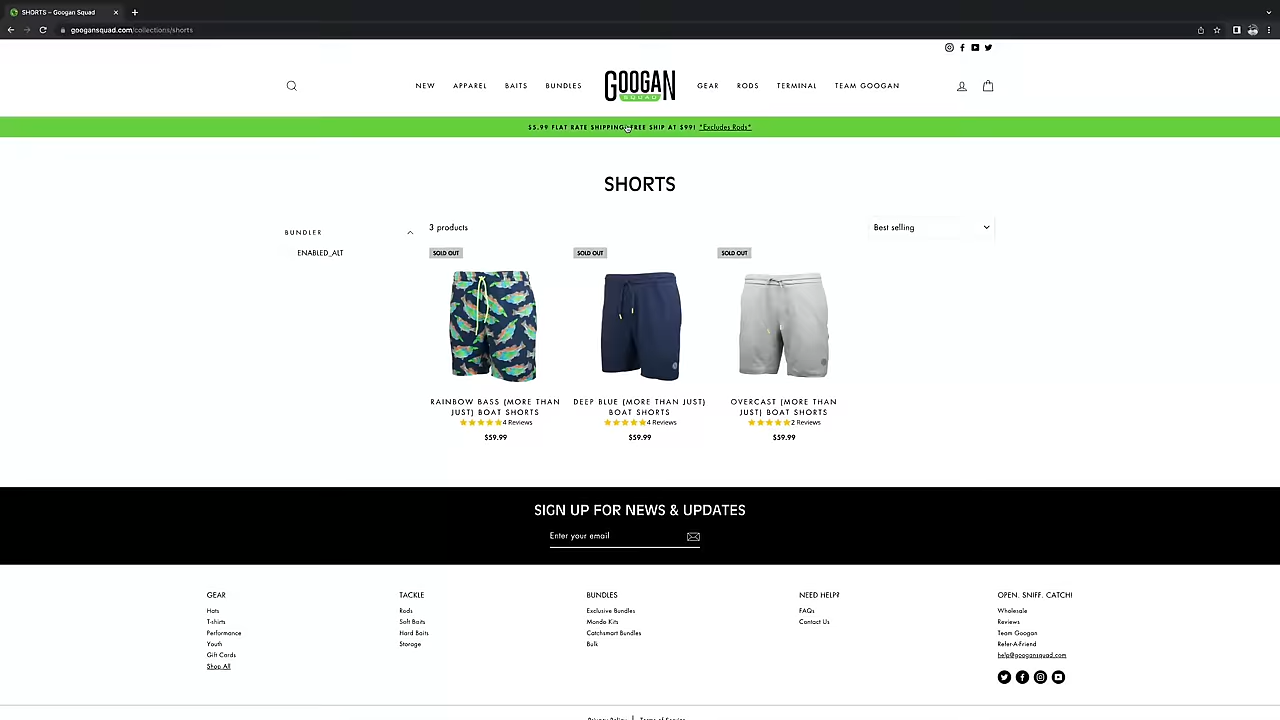 SHORTS – Googan Squad
googansquad.com/collections/shorts
NEW APPAREL BAITS BUNDLES GOOGAN SQUAD GEAR RODS TERMINAL TEAM GOOGAN
$5.99 FLAT RATE SHIPPING FREE SHIP AT $99! *Excludes Rods*
SHORTS
BUNDLER
ENABLED_ALT
3 products
Best selling
SOLD OUT SOLD OUT SOLD OUT
RAINBOW BASS (MORE THAN JUST) BOAT SHORTS
4 Reviews
$59.99
DEEP BLUE (MORE THAN JUST) BOAT SHORTS
4 Reviews
$59.99
OVERCAST (MORE THAN JUST) BOAT SHORTS
2 Reviews
$59.99
SIGN UP FOR NEWS & UPDATES
Enter your email
GEAR
Hats
T-shirts
Performance
Youth
Gift Cards
Shop All
TACKLE
Rods
Soft Baits
Hard Baits
Storage
BUNDLES
Exclusive Bundles
Mondo Kits
Catchsmart Bundles
Bulk
NEED HELP?
FAQs
Contact Us
OPEN. SNIFF. CATCH!
Wholesale
Reviews
Team Googan
Refer-A-Friend
help@googansquad.com
Privacy Policy | Terms of Service